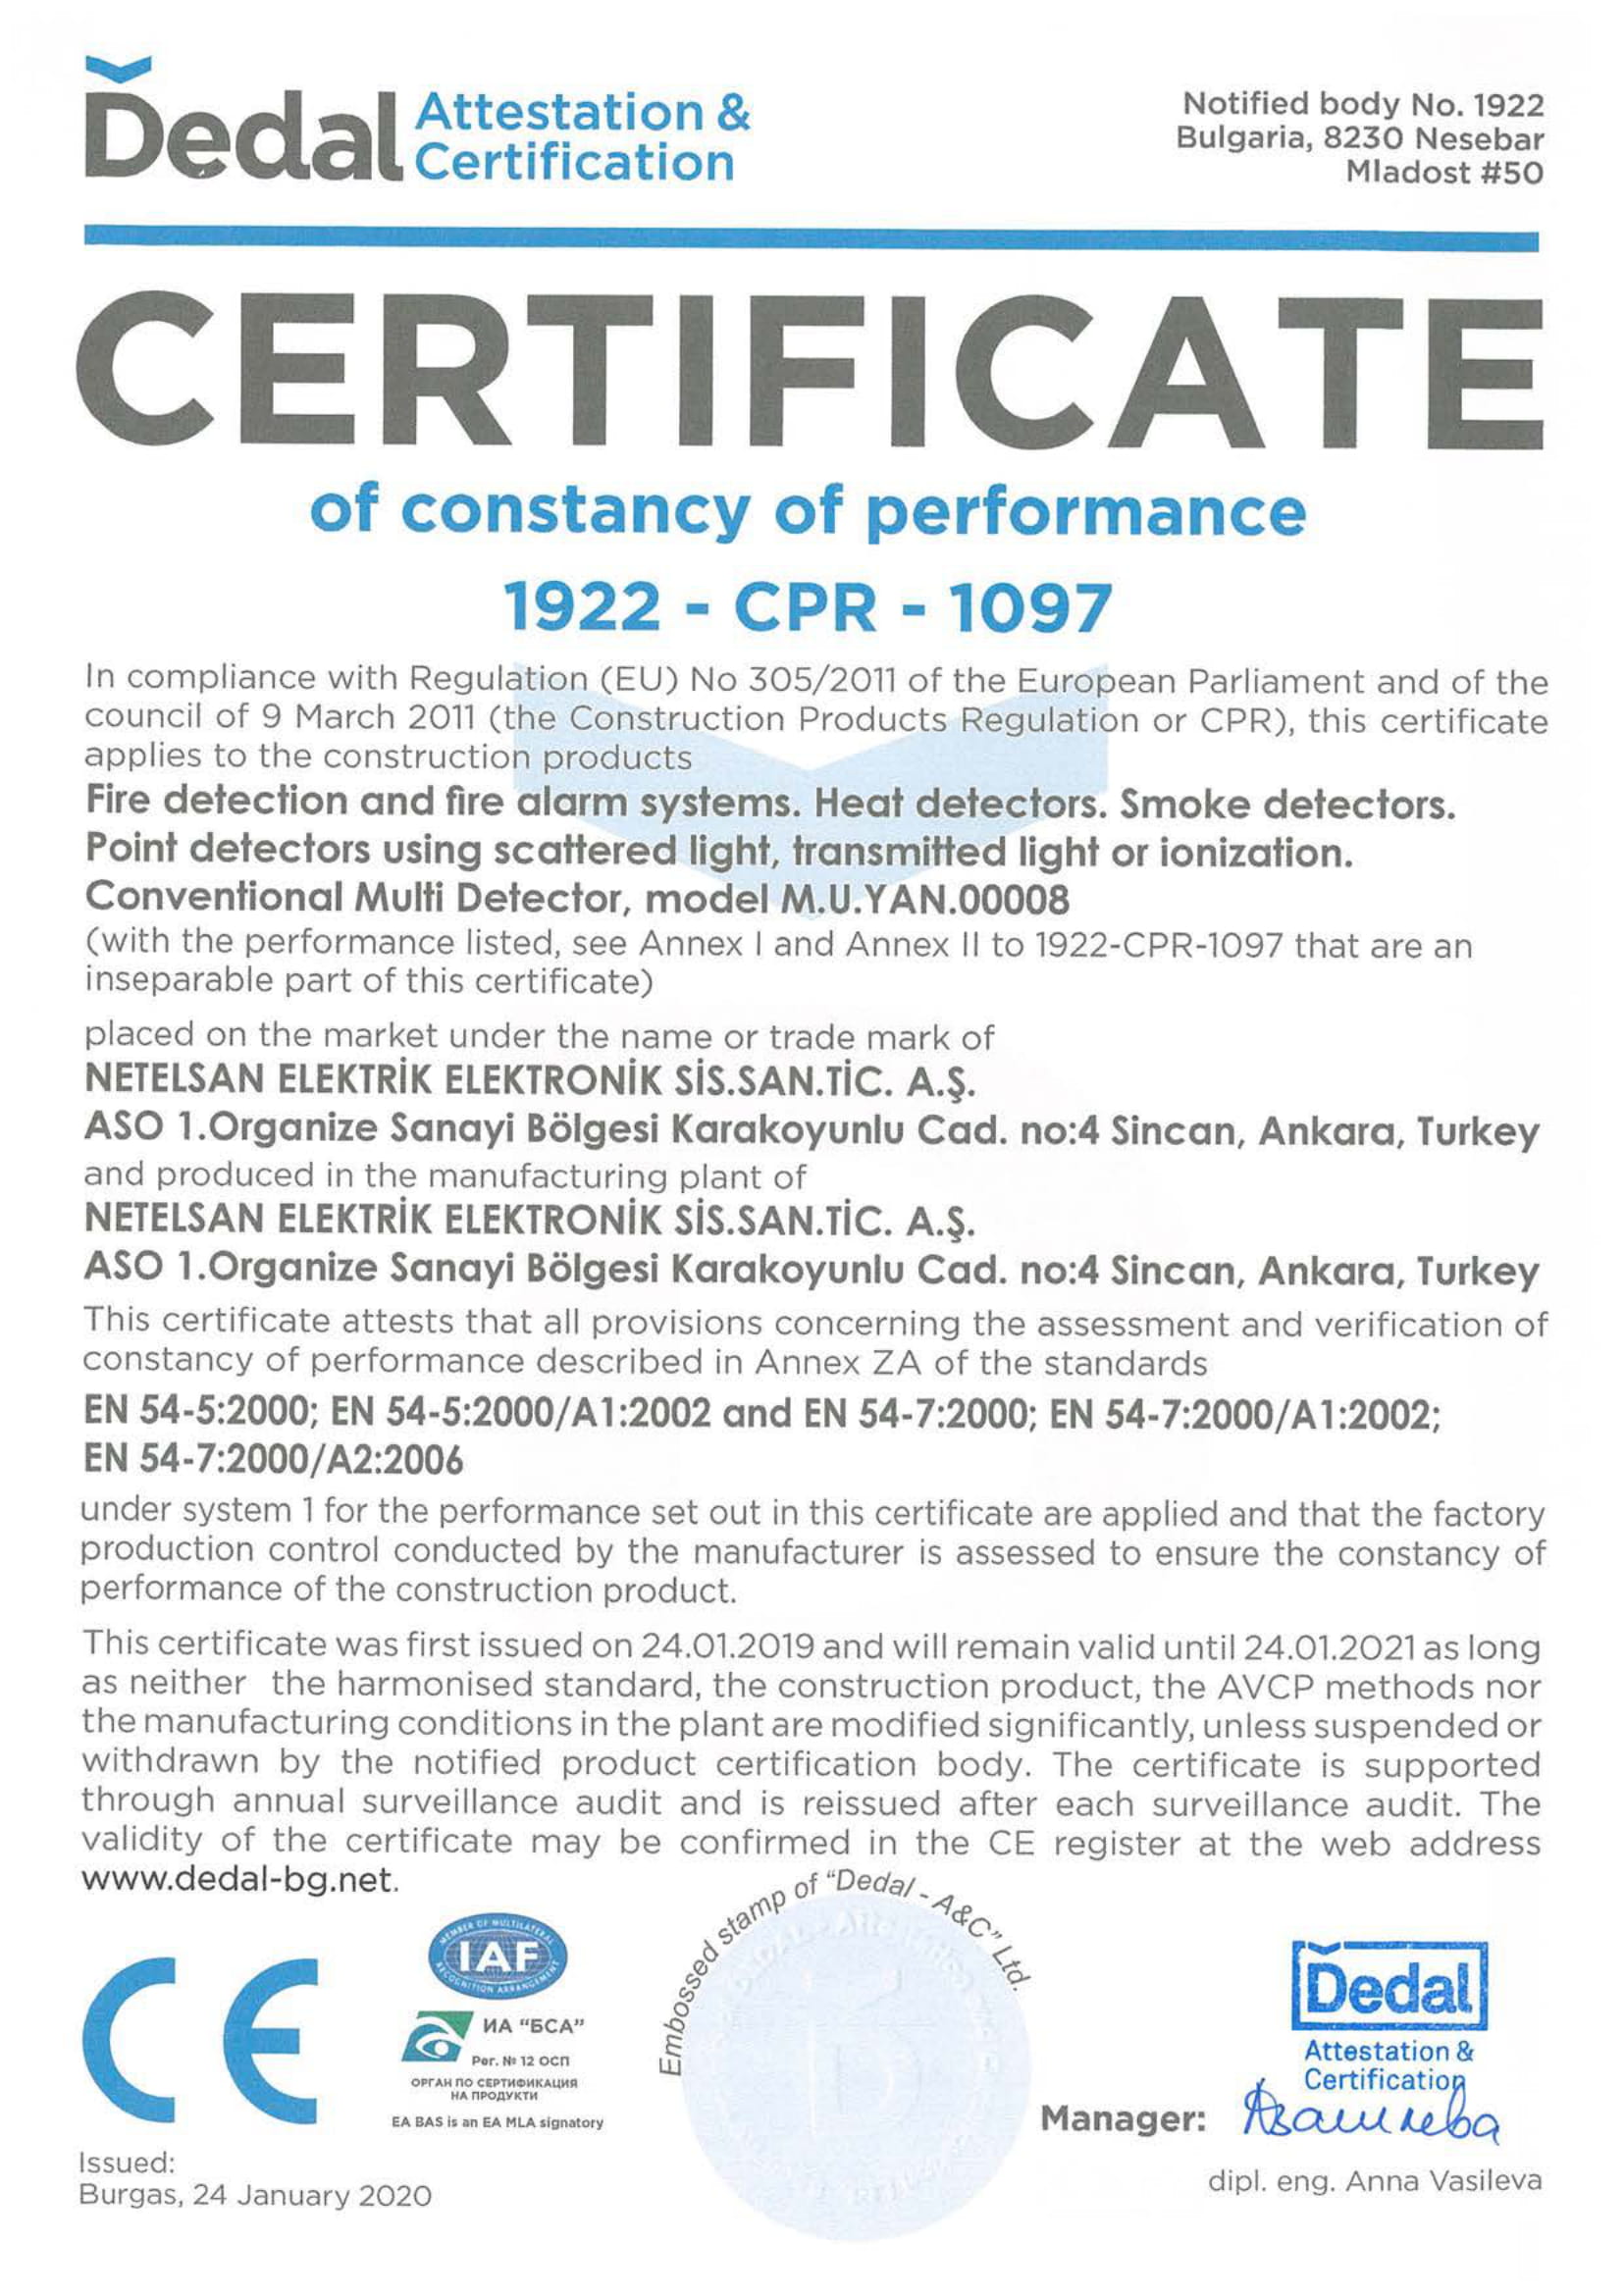 Dedal Attestation &
Certification
Notified body No. 1922
Bulgaria, 8230 Nesebar
Mladost #50
CERTIFICATE
of constancy of performance
1922 - CPR - 1097
In compliance with Regulation (EU) No 305/2011 of the European Parliament and of the
council of 9 March 2011 (the Construction Products Regulation or CPR), this certificate
applies to the construction products
Fire detection and fire alarm systems. Heat detectors. Smoke detectors.
Point detectors using scattered light, transmitted light or ionization.
Conventional Multi Detector, model M.U.YAN.00008
(with the performance listed, see Annex I and Annex II to 1922-CPR-1097 that are an
inseparable part of this certificate)
placed on the market under the name or trade mark of
NETELSAN ELEKTRİK ELEKTRONİK SİS.SAN.TİC. A.Ş.
ASO 1.Organize Sanayi Bölgesi Karakoyunlu Cad. no:4 Sincan, Ankara, Turkey
and produced in the manufacturing plant of
NETELSAN ELEKTRİK ELEKTRONİK SİS.SAN.TİC. A.Ş.
ASO 1.Organize Sanayi Bölgesi Karakoyunlu Cad. no:4 Sincan, Ankara, Turkey
This certificate attests that all provisions concerning the assessment and verification of
constancy of performance described in Annex ZA of the standards
EN 54-5:2000; EN 54-5:2000/A1:2002 and EN 54-7:2000; EN 54-7:2000/A1:2002;
EN 54-7:2000/A2:2006
under system 1 for the performance set out in this certificate are applied and that the factory
production control conducted by the manufacturer is assessed to ensure the constancy of
performance of the construction product.
This certificate was first issued on 24.01.2019 and will remain valid until 24.01.2021 as long
as neither the harmonised standard, the construction product, the AVCP methods nor
the manufacturing conditions in the plant are modified significantly, unless suspended or
withdrawn by the notified product certification body. The certificate is supported
through annual surveillance audit and is reissued after each surveillance audit. The
validity of the certificate may be confirmed in the CE register at the web address
www.dedal-bg.net.
CE
MEMBER OF MULTILATERAL
IAF
RECOGNITION ARRANGEMENT
ИА "БСА"
Рег. № 12 ОСП
ОРГАН ПО СЕРТИФИКАЦИЯ
НА ПРОДУКТИ
EA BAS is an EA MLA signatory
Embossed stamp of "Dedal - A&C" Ltd.
Dedal
Attestation &
Certification
Manager:
dipl. eng. Anna Vasileva
Issued:
Burgas, 24 January 2020